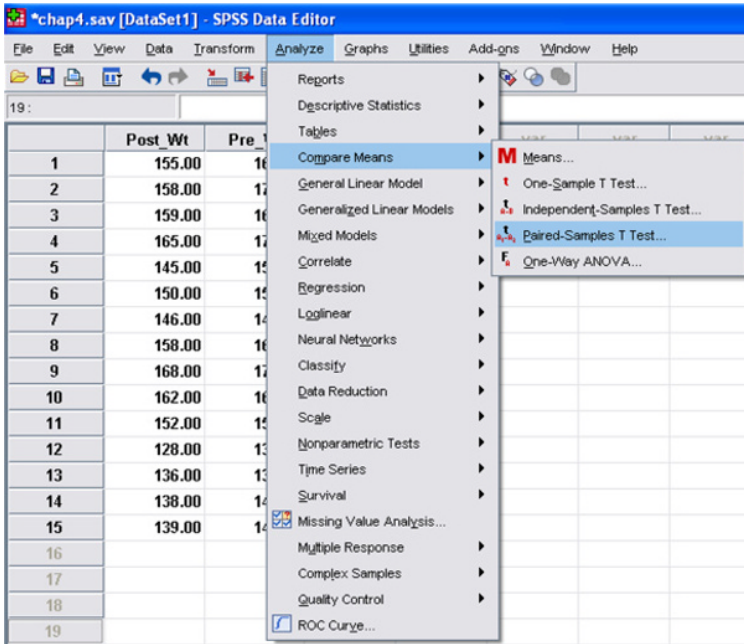 *chap4.sav [DataSet1] - SPSS Data Editor
File Edit View Data Transform Analyze Graphs Utilities Add-ons Window Help
19 :
Post_Wt
1 155.00
2 158.00
3 159.00
4 165.00
5 145.00
6 150.00
7 146.00
8 158.00
9 168.00
10 162.00
11 152.00
12 128.00
13 136.00
14 138.00
15 139.00
16
17
18
19
Reports
Descriptive Statistics
Tables
Compare Means
General Linear Model
Generalized Linear Models
Mixed Models
Correlate
Regression
Loglinear
Neural Networks
Classify
Data Reduction
Scale
Nonparametric Tests
Time Series
Survival
Missing Value Analysis...
Multiple Response
Complex Samples
Quality Control
ROC Curve...
M Means...
t One-Sample T Test...
Independent-Samples T Test...
Paired-Samples T Test...
One-Way ANOVA...